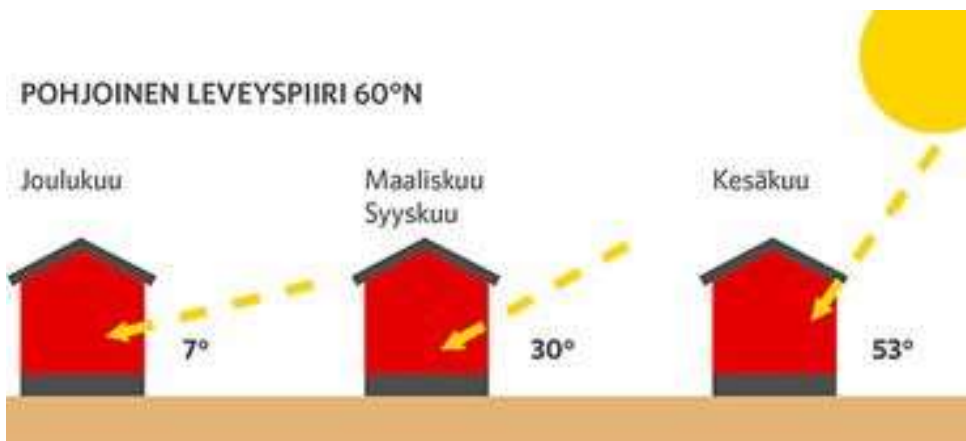 POHJOINEN LEVEYSPIIRI 60°N
Joulukuu
Maaliskuu
Syyskuu
Kesäkuu
7°
30°
53°